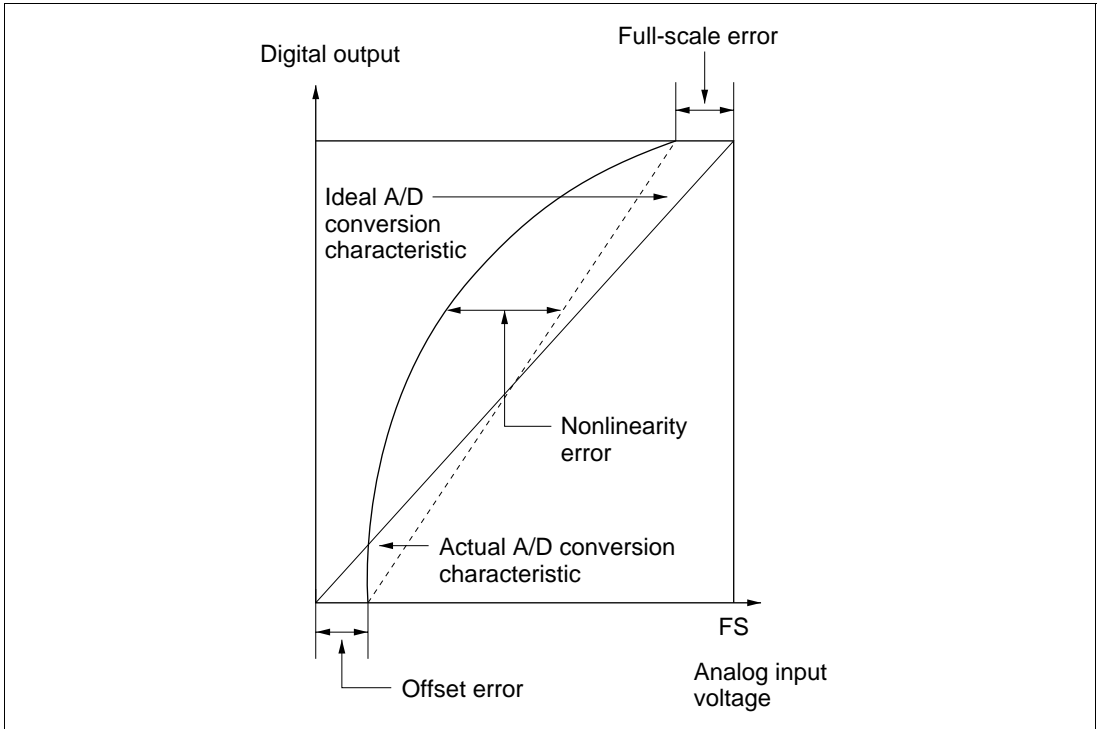 Full-scale error
Digital output
Ideal A/D
conversion
characteristic
Nonlinearity
error
Actual A/D conversion
characteristic
FS
Analog input
voltage
Offset error